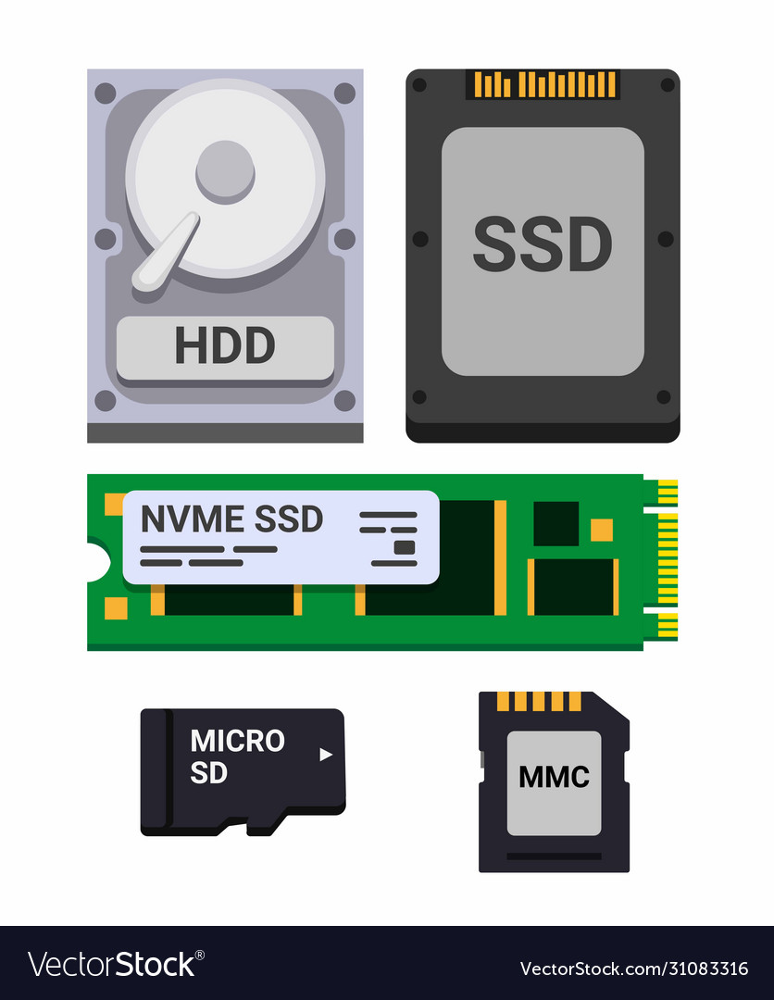 HDD
SSD
NVME SSD
MICRO
SD
MMC
VectorStock®
VectorStock.com/31083316